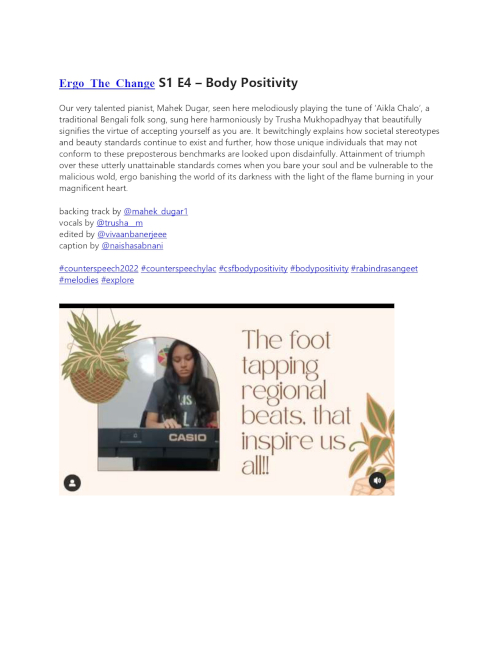 Ergo_The_Change S1 E4 – Body Positivity
Our very talented pianist, Mahek Dugar, seen here melodiously playing the tune of 'Aikla Chalo', a
traditional Bengali folk song, sung here harmoniously by Trusha Mukhopadhyay that beautifully
signifies the virtue of accepting yourself as you are. It bewitchingly explains how societal stereotypes
and beauty standards continue to exist and further, how those unique individuals that may not
conform to these preposterous benchmarks are looked upon disdainfully. Attainment of triumph
over these utterly unattainable standards comes when you bare your soul and be vulnerable to the
malicious wold, ergo banishing the world of its darkness with the light of the flame burning in your
magnificent heart.
backing track by @mahek_dugar1
vocals by @trusha__m
edited by @vivaanbanerjeee
caption by @naishasabnani
#counterspeech2022 #counterspeechylac #csfbodypositivity #bodypositivity #rabindrasangeet
#melodies #explore
The foot
tapping
regional
beats, that
inspire us
all!!
CASIO